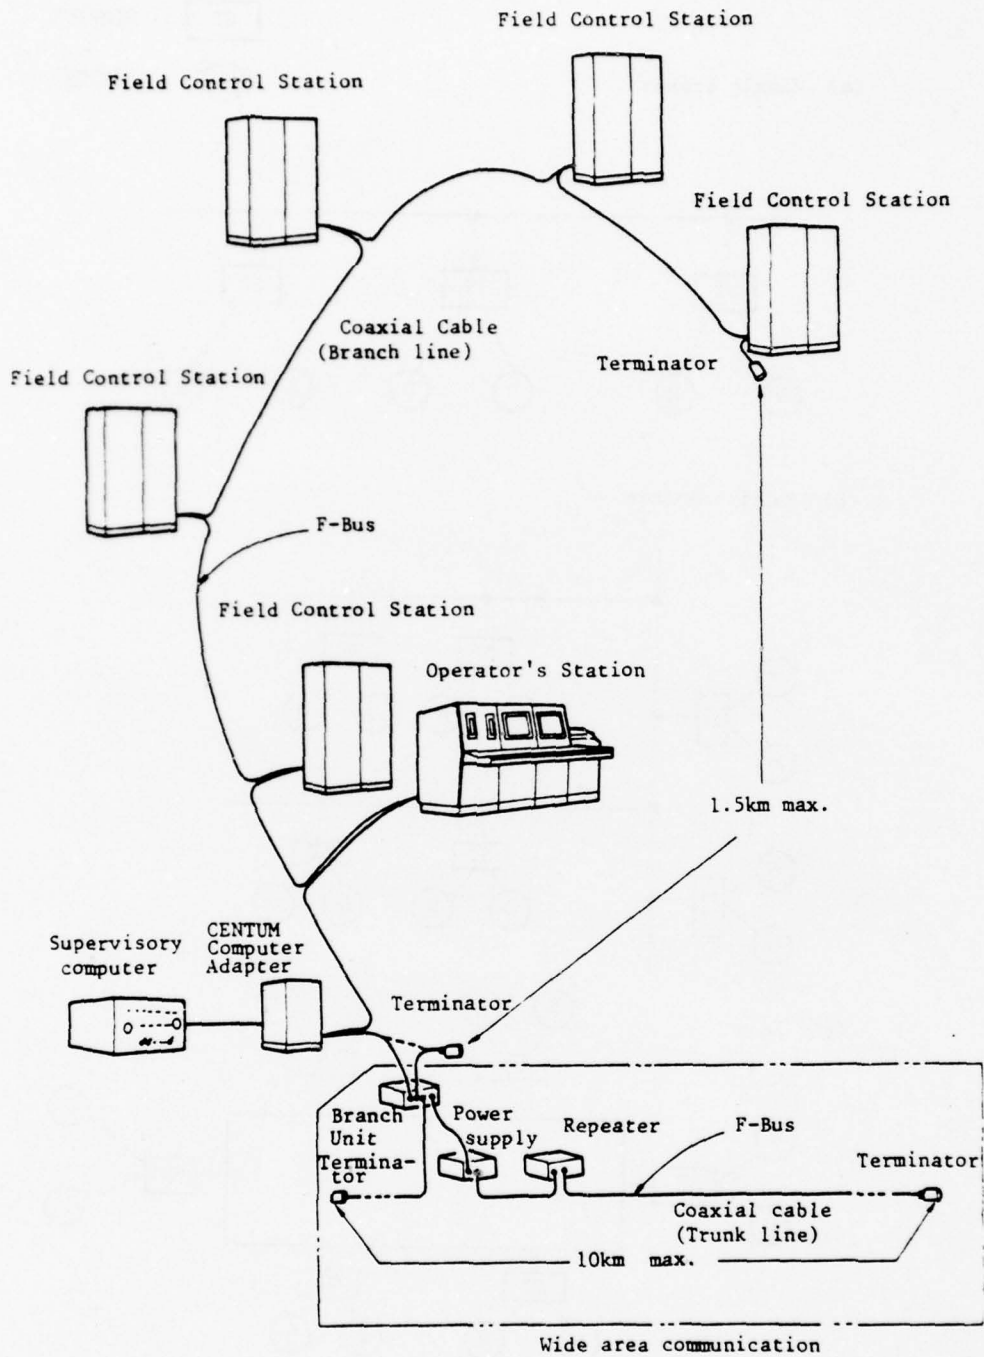 Field Control Station
Field Control Station
Field Control Station
Coaxial Cable
(Branch line)
Terminator
Field Control Station
F-Bus
Field Control Station
Operator's Station
1.5km max.
Supervisory
computer
CENTUM
Computer
Adapter
Terminator
Branch
Unit
Power
supply
Repeater
F-Bus
Termina-
tor
Terminator
Coaxial cable
(Trunk line)
10km max.
Wide area communication